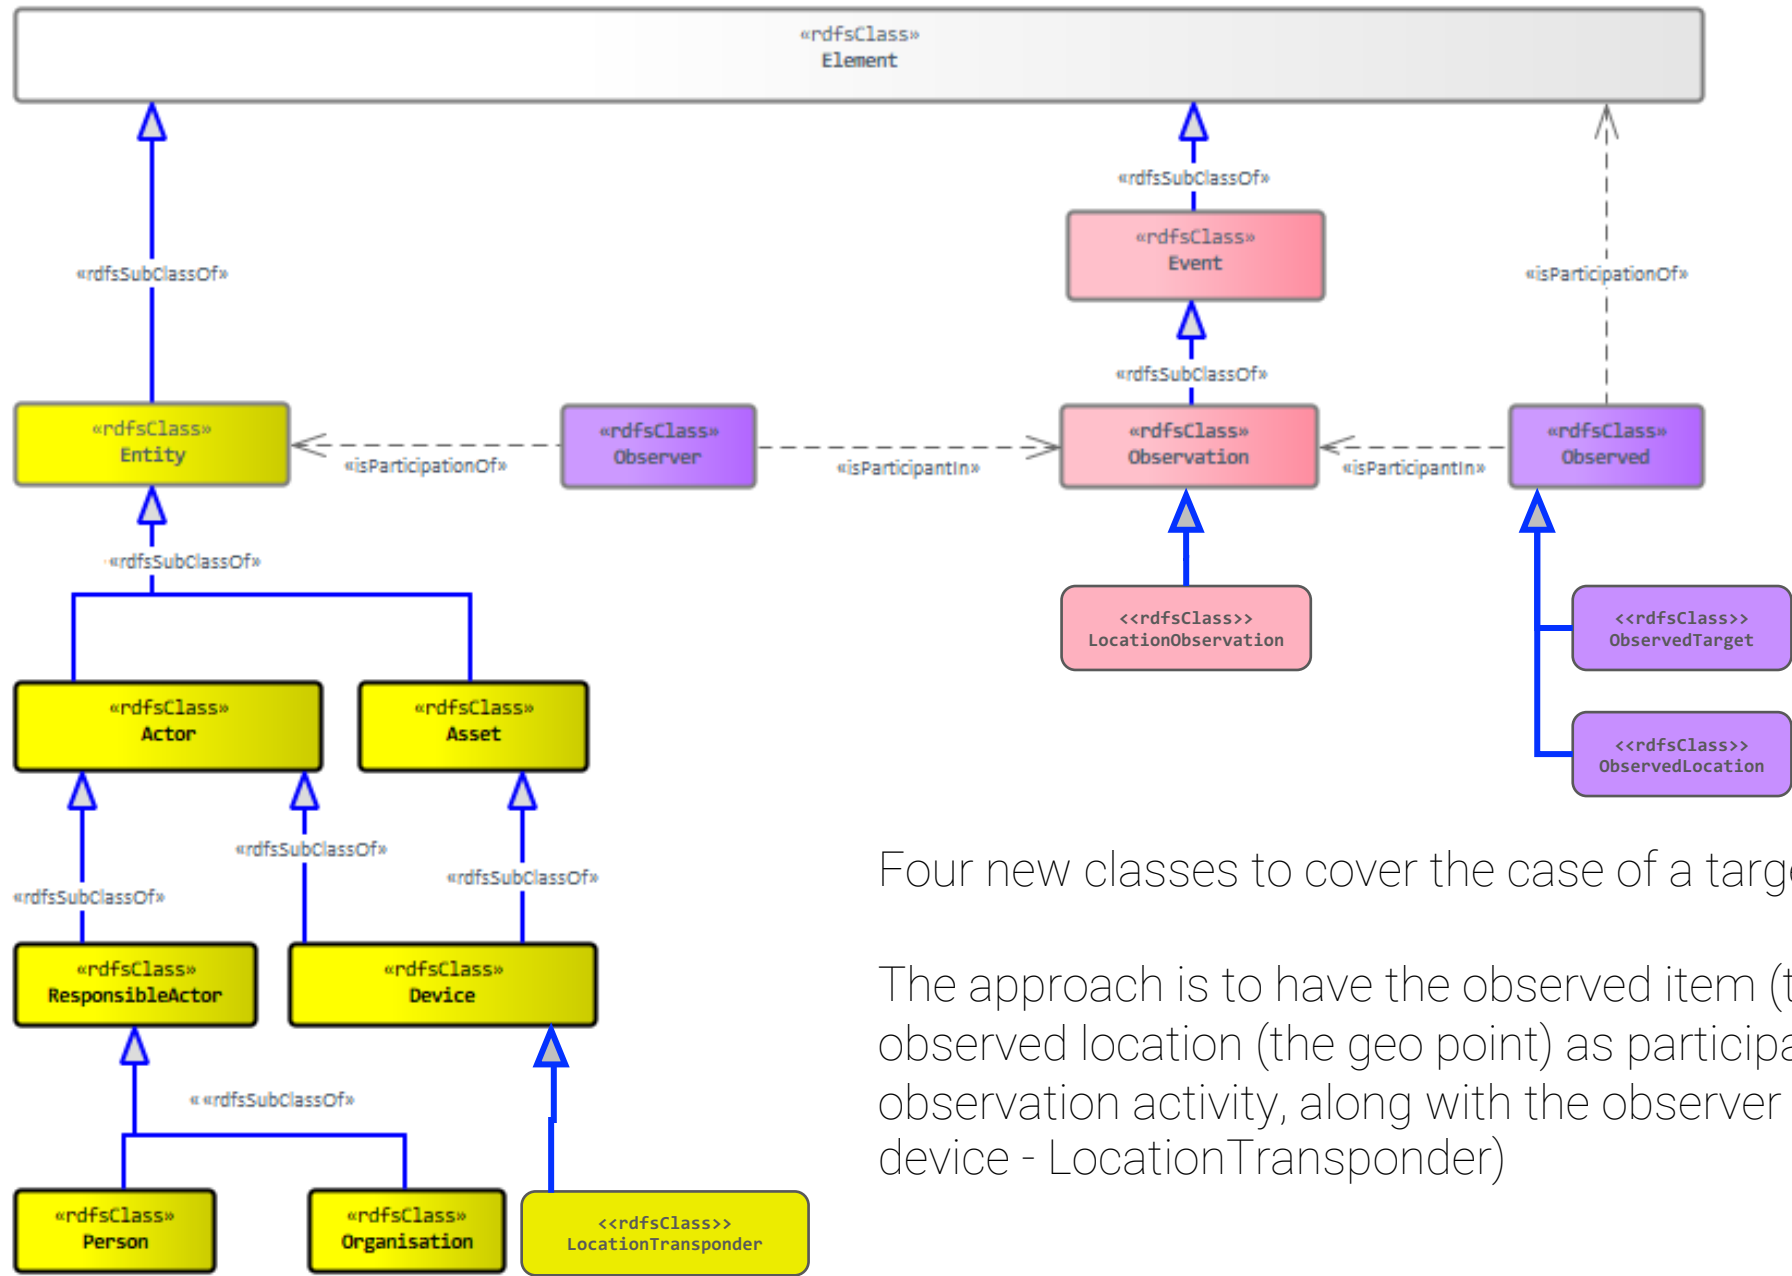 «rdfsClass»
Element
«rdfsSubClassOf»
«rdfsClass»
Event
«rdfsSubClassOf»
«isParticipationOf»
«rdfsSubClassOf»
«rdfsClass»
Entity
«isParticipationOf»
«rdfsClass»
Observer
«isParticipantIn»
«rdfsClass»
Observation
«isParticipantIn»
«rdfsClass»
Observed
«rdfsSubClassOf»
<<rdfsClass>>
LocationObservation
<<rdfsClass>>
ObservedTarget
«rdfsClass»
Actor
«rdfsClass»
Asset
<<rdfsClass>>
ObservedLocation
«rdfsSubClassOf»
«rdfsSubClassOf»
«rdfsSubClassOf»
«rdfsClass»
ResponsibleActor
«rdfsClass»
Device
««rdfsSubClassOf»
«rdfsClass»
Person
«rdfsClass»
Organisation
<<rdfsClass>>
LocationTransponder
Four new classes to cover the case of a
The approach is to have the observed item
observed location (the geo point) as
observation activity, along with the observer
device - LocationTransponder)